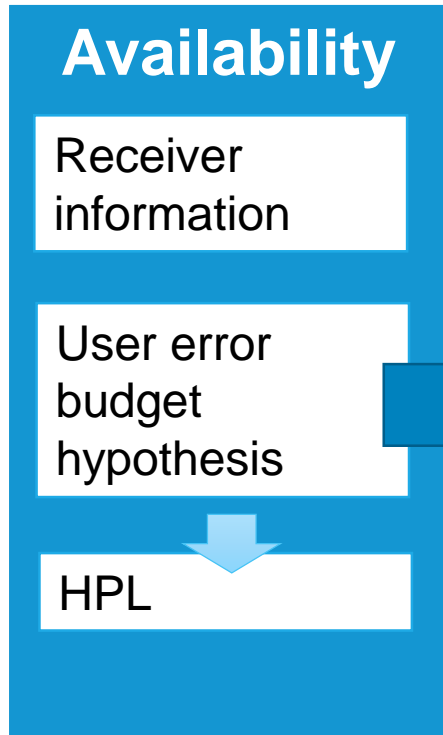 Availability
Receiver
information
User error
budget
hypothesis
HPL